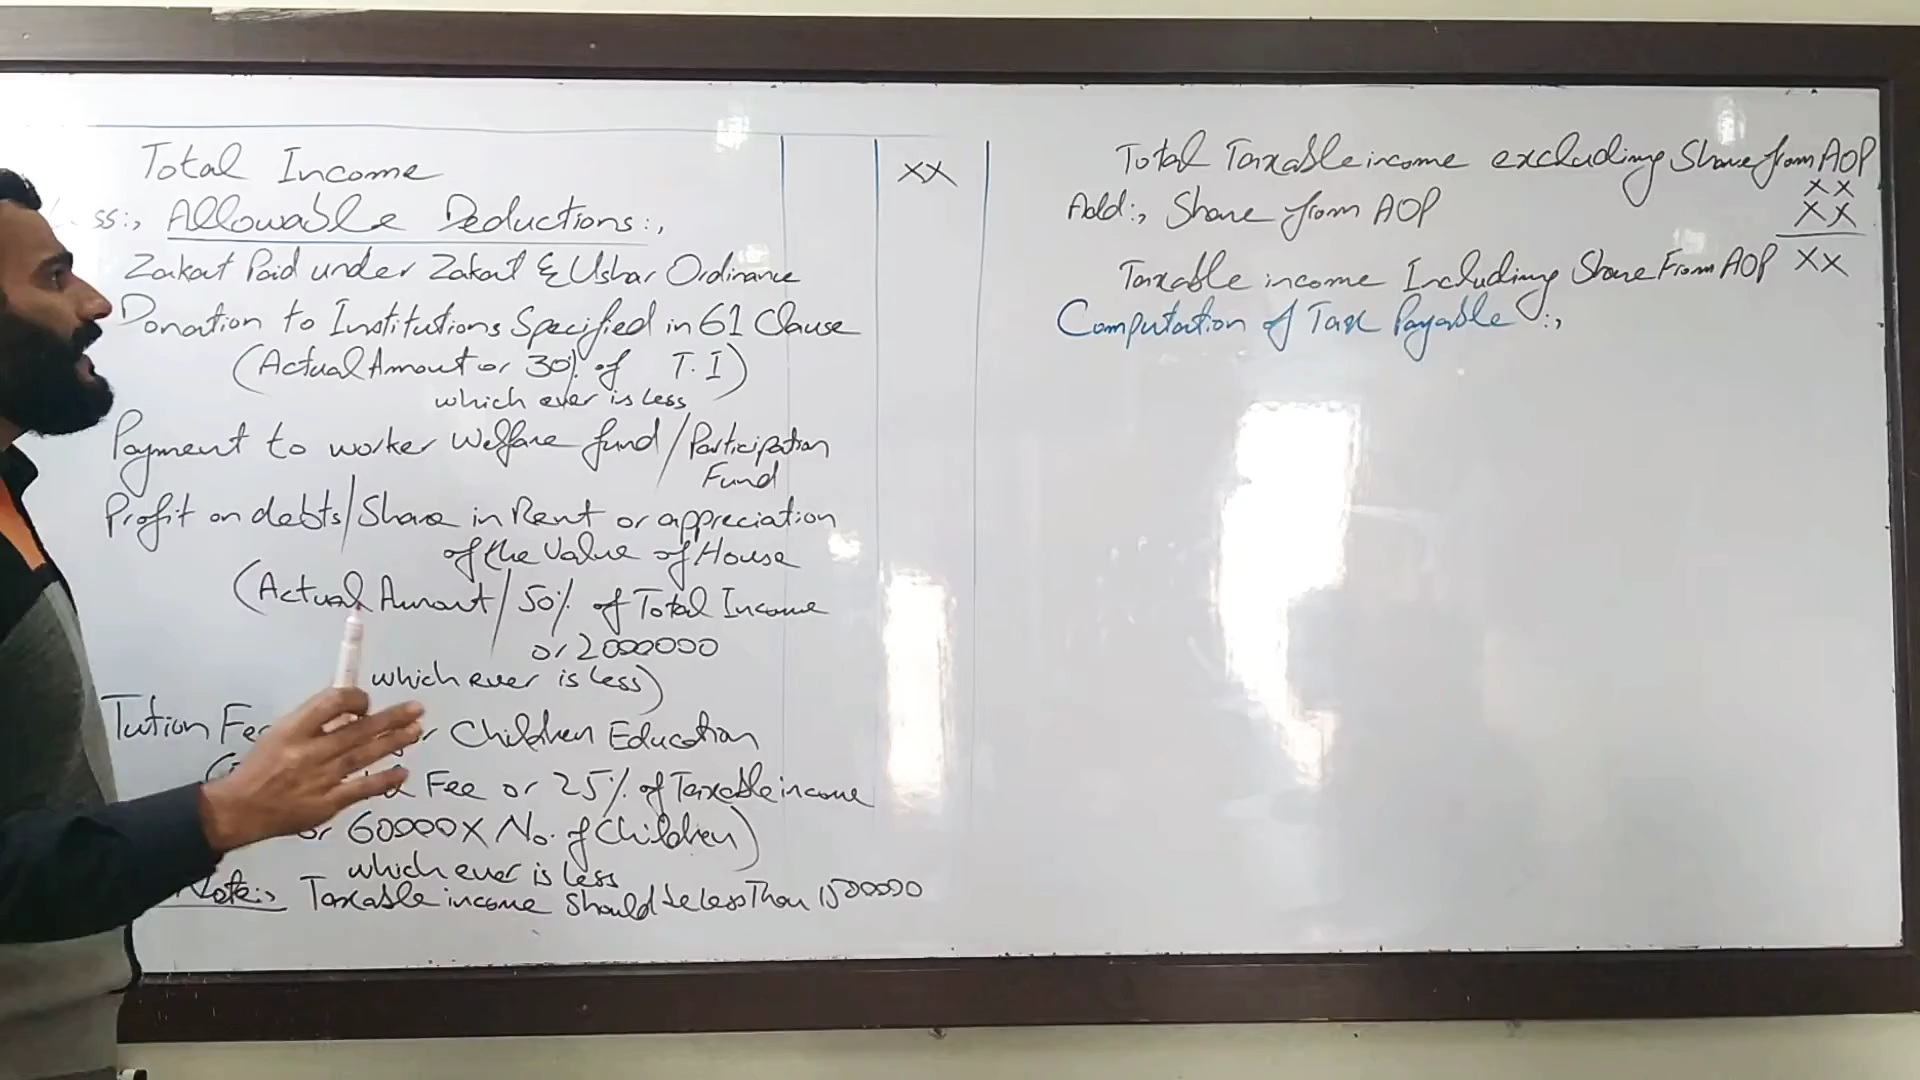 Total Income xx
ss:, Allowable Deductions:,
Zakat Paid under Zakat & Ushar Ordinance
Donation to Institutions Specified in 61 Clause
(Actual Amount or 30% of T.I)
which ever is less
Payment to worker Welfare fund/Participation
Fund
Profit on debts/Share in Rent or appreciation
of the Value of House
(Actual Amount/50% of Total Income
or 2000000
which ever is less)
Tution Fe Children Education
Fee or 25% of Taxable income
or 60000x No. of Children)
which ever is less
Note:, Taxable income should be less Than 1500000
Total Taxable income excluding Share from AOP
xx
Add:, Share from AOP xx
Taxable income Including Share From AOP xx
Computation of Tax Payable:,